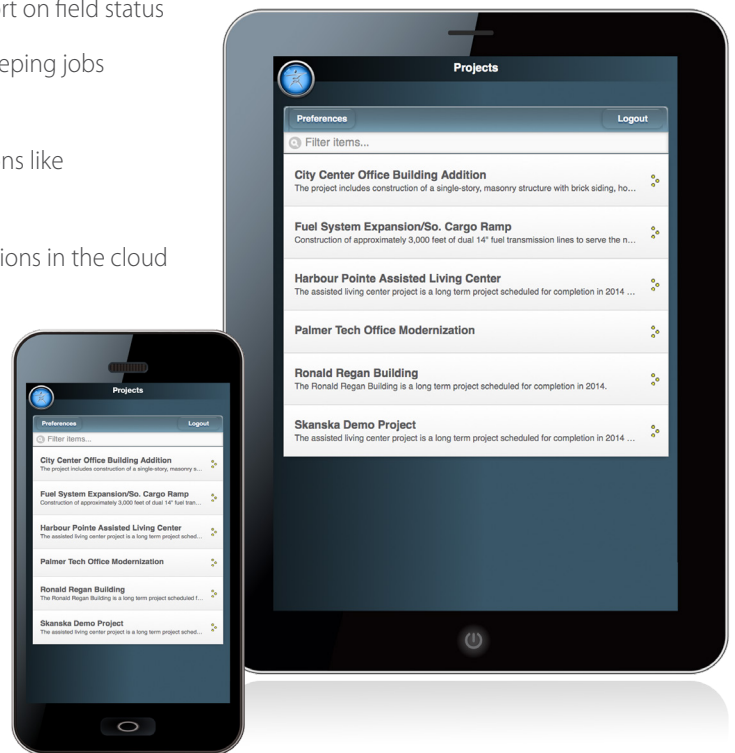 rt on field status
eping jobs
ns like
ions in the cloud
Projects
Preferences Logout
Filter items...
City Center Office Building Addition
The project includes construction of a single-story, masonry structure with brick siding, ho...
Fuel System Expansion/So. Cargo Ramp
Construction of approximately 3,000 feet of dual 14" fuel transmission lines to serve the n...
Harbour Pointe Assisted Living Center
The assisted living center project is a long term project scheduled for completion in 2014 ...
Palmer Tech Office Modernization
Ronald Regan Building
The Ronald Regan Building is a long term project scheduled for completion in 2014.
Skanska Demo Project
The assisted living center project is a long term project scheduled for completion in 2014 ...
Projects
Preferences Logout
Filter items...
City Center Office Building Addition
The project includes construction of a single-story, masonry s...
Fuel System Expansion/So. Cargo Ramp
Construction of approximately 3,000 feet of dual 14" fuel tran...
Harbour Pointe Assisted Living Center
The assisted living center project is a long term project sched...
Palmer Tech Office Modernization
Ronald Regan Building
The Ronald Regan Building is a long term project scheduled f...
Skanska Demo Project
The assisted living center project is a long term project sched...